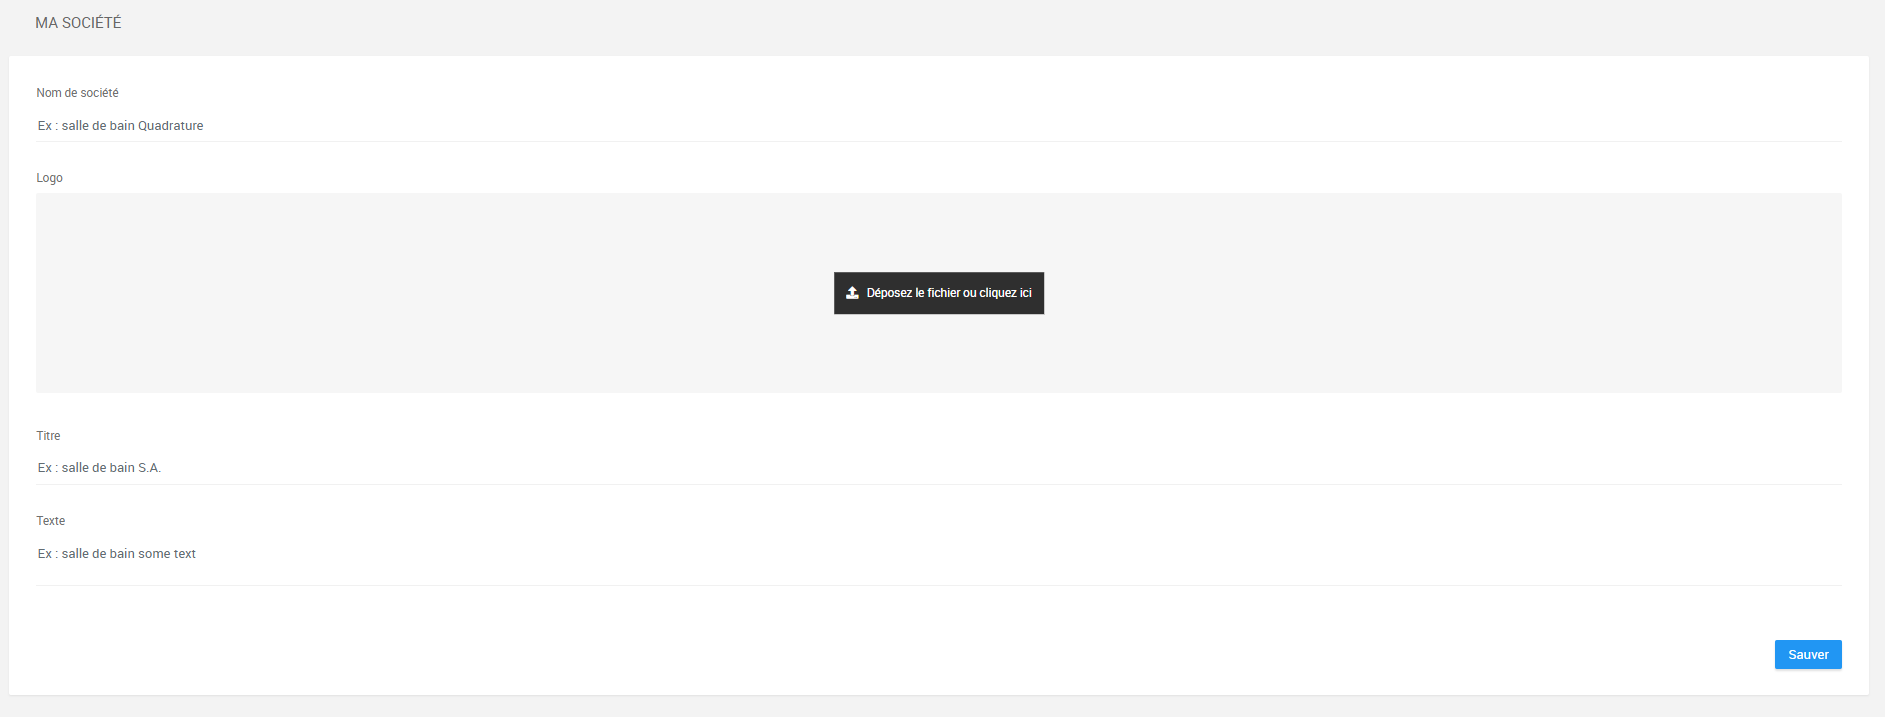 MA SOCIÉTÉ
Nom de société
Ex : salle de bain Quadrature
Logo
Déposez le fichier ou cliquez ici
Titre
Ex : salle de bain S.A.
Texte
Ex : salle de bain some text
Sauver